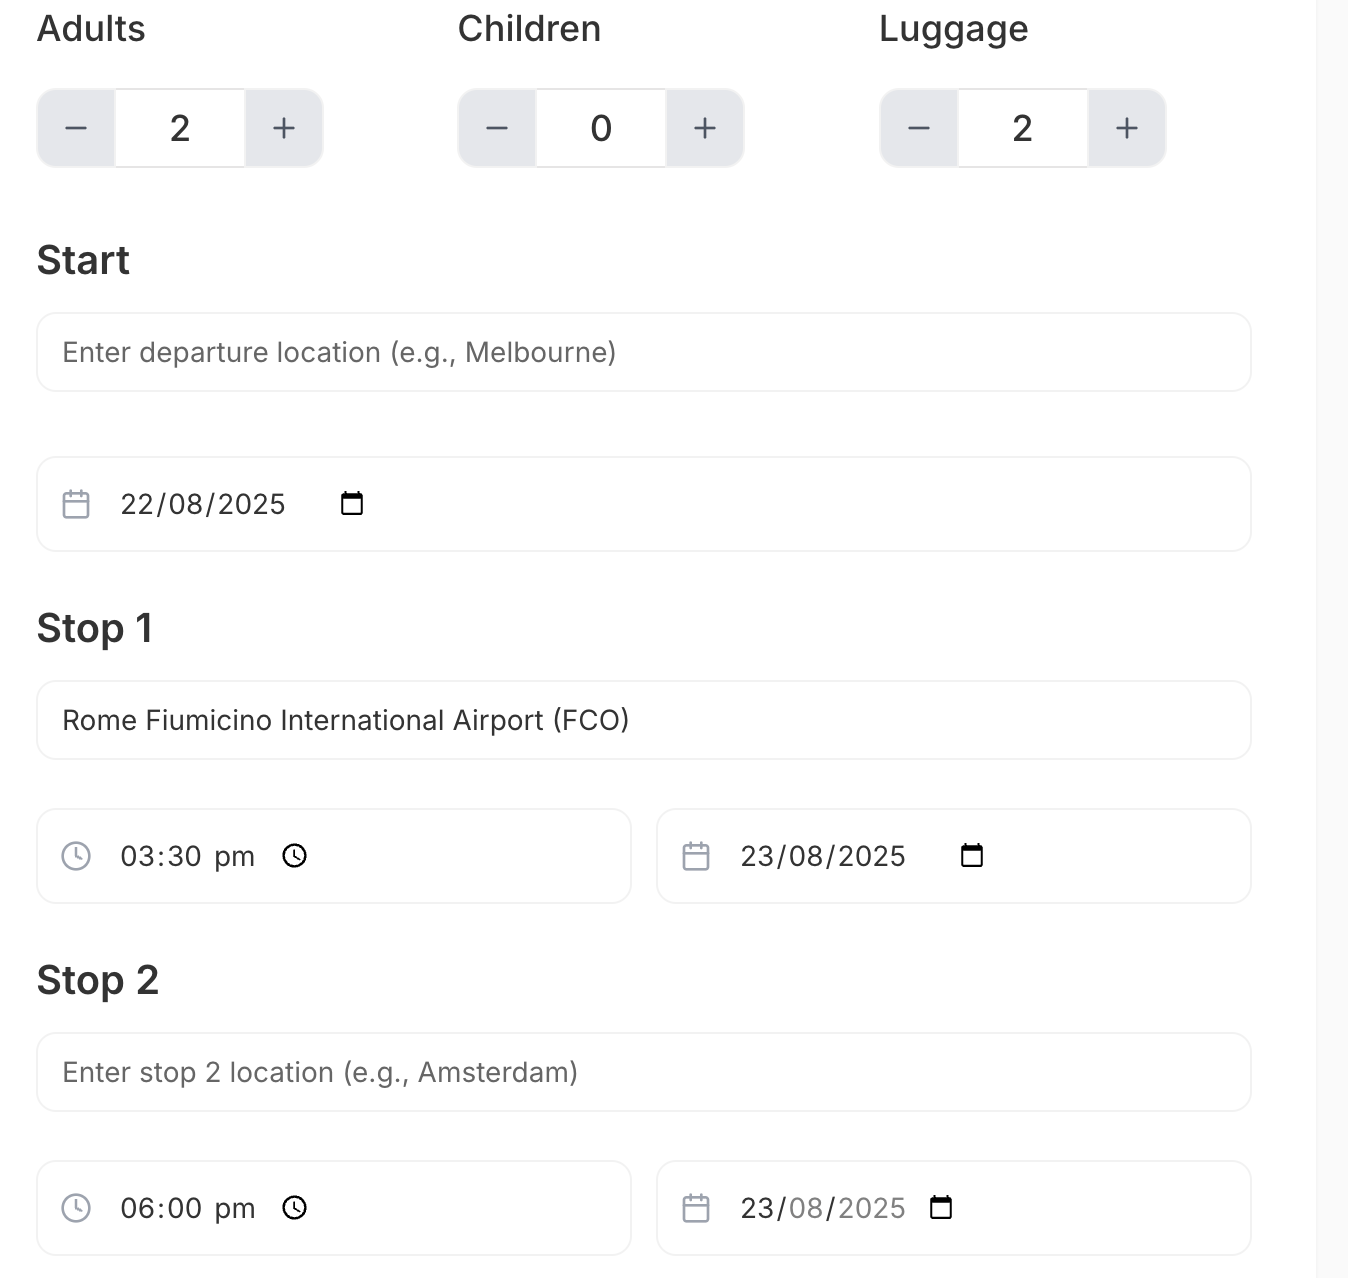 Adults Children Luggage
2 0 2
Start
Enter departure location (e.g., Melbourne)
22/08/2025
Stop 1
Rome Fiumicino International Airport (FCO)
03:30 pm 23/08/2025
Stop 2
Enter stop 2 location (e.g., Amsterdam)
06:00 pm 23/08/2025